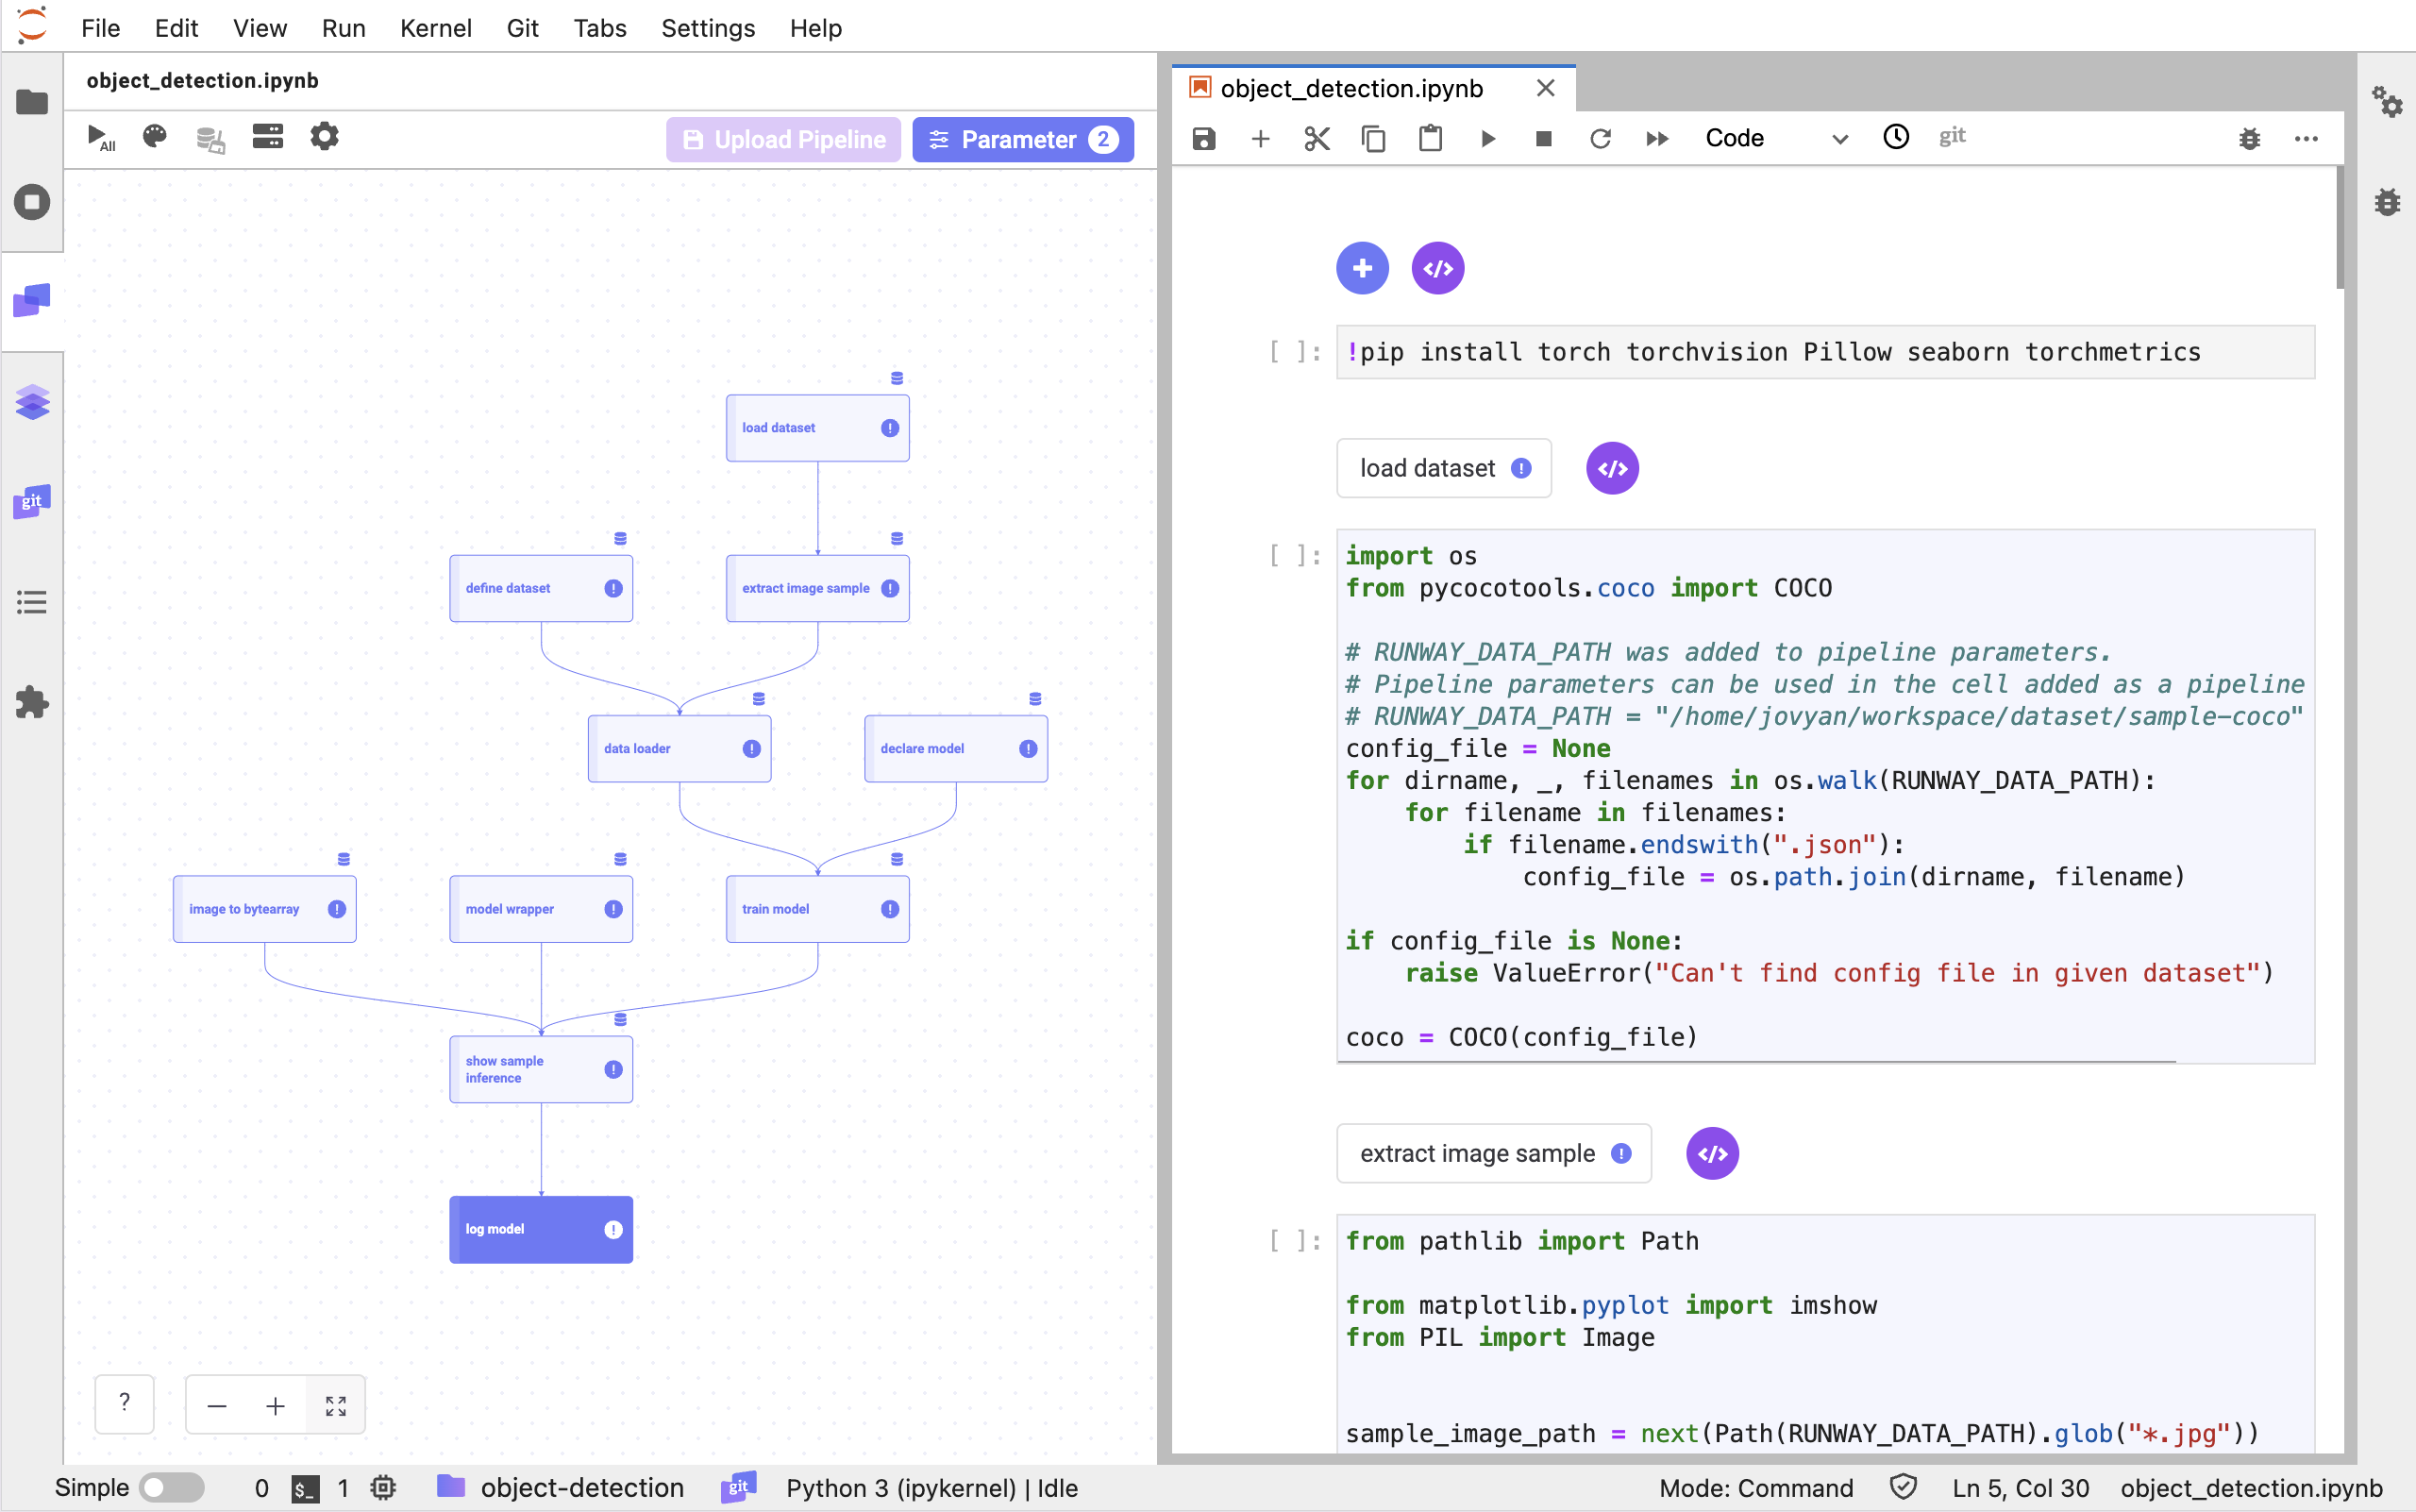 File Edit View Run Kernel Git Tabs Settings Help
object_detection.ipynb
All
Upload Pipeline
Parameter 2
load dataset
define dataset
extract image sample
data loader
declare model
image to bytearray
model wrapper
train model
show sample
inference
log model
?
git
object_detection.ipynb
Code
git
[ ]:
!pip install torch torchvision Pillow seaborn torchmetrics
load dataset
[ ]:
import os
from pycocotools.coco import COCO
# RUNWAY_DATA_PATH was added to pipeline parameters.
# Pipeline parameters can be used in the cell added as a pipeline
# RUNWAY_DATA_PATH = "/home/jovyan/workspace/dataset/sample-coco"
config_file = None
for dirname, _, filenames in os.walk(RUNWAY_DATA_PATH):
    for filename in filenames:
        if filename.endswith(".json"):
            config_file = os.path.join(dirname, filename)
if config_file is None:
    raise ValueError("Can't find config file in given dataset")
coco = COCO(config_file)
extract image sample
[ ]:
from pathlib import Path
from matplotlib.pyplot import imshow
from PIL import Image
sample_image_path = next(Path(RUNWAY_DATA_PATH).glob("*.jpg"))
Simple 0 $_ 1 object-detection git Python 3 (ipykernel) | Idle Mode: Command Ln 5, Col 30 object_detection.ipynb